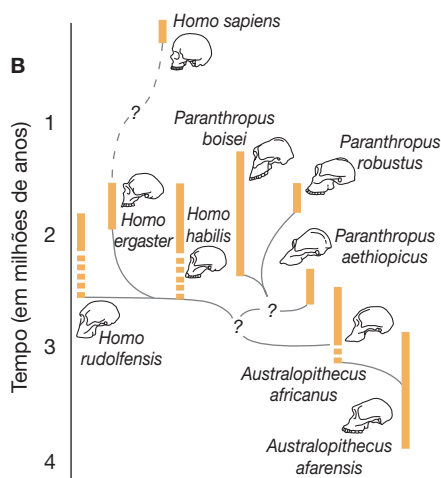 B
Homo sapiens
?
1
Paranthropus
boisei
Paranthropus
robustus
Homo
ergaster
Homo
habilis
2
Paranthropus
aethiopicus
?
?
Homo
rudolfensis
3
Australopithecus
africanus
Australopithecus
afarensis
4
Tempo (em milhões de anos)